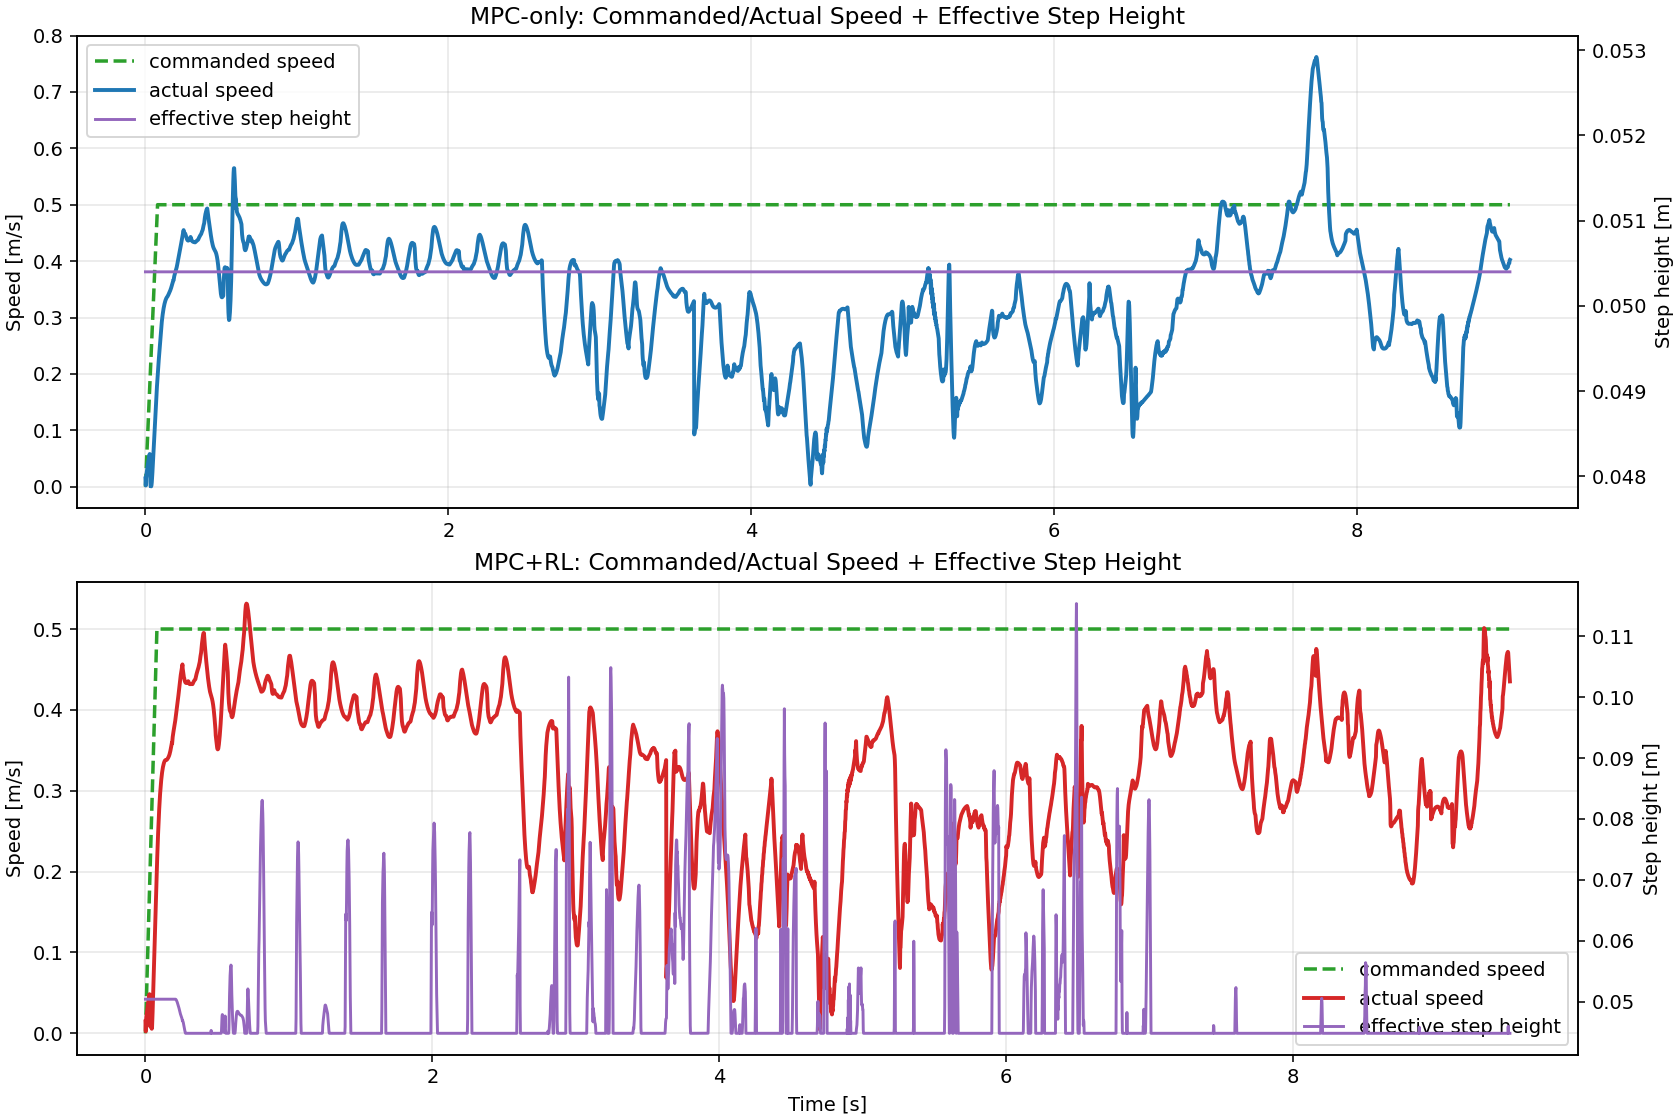 MPC-only: Commanded/Actual Speed + Effective Step Height
commanded speed
actual speed
effective step height
Speed [m/s]
0.8
0.7
0.6
0.5
0.4
0.3
0.2
0.1
0.0
0.053
0.052
0.051
0.050
0.049
0.048
Step height [m]
0 2 4 6 8
MPC+RL: Commanded/Actual Speed + Effective Step Height
Speed [m/s]
0.5
0.4
0.3
0.2
0.1
0.0
0.11
0.10
0.09
0.08
0.07
0.06
0.05
Step height [m]
commanded speed
actual speed
effective step height
0 2 4 6 8
Time [s]